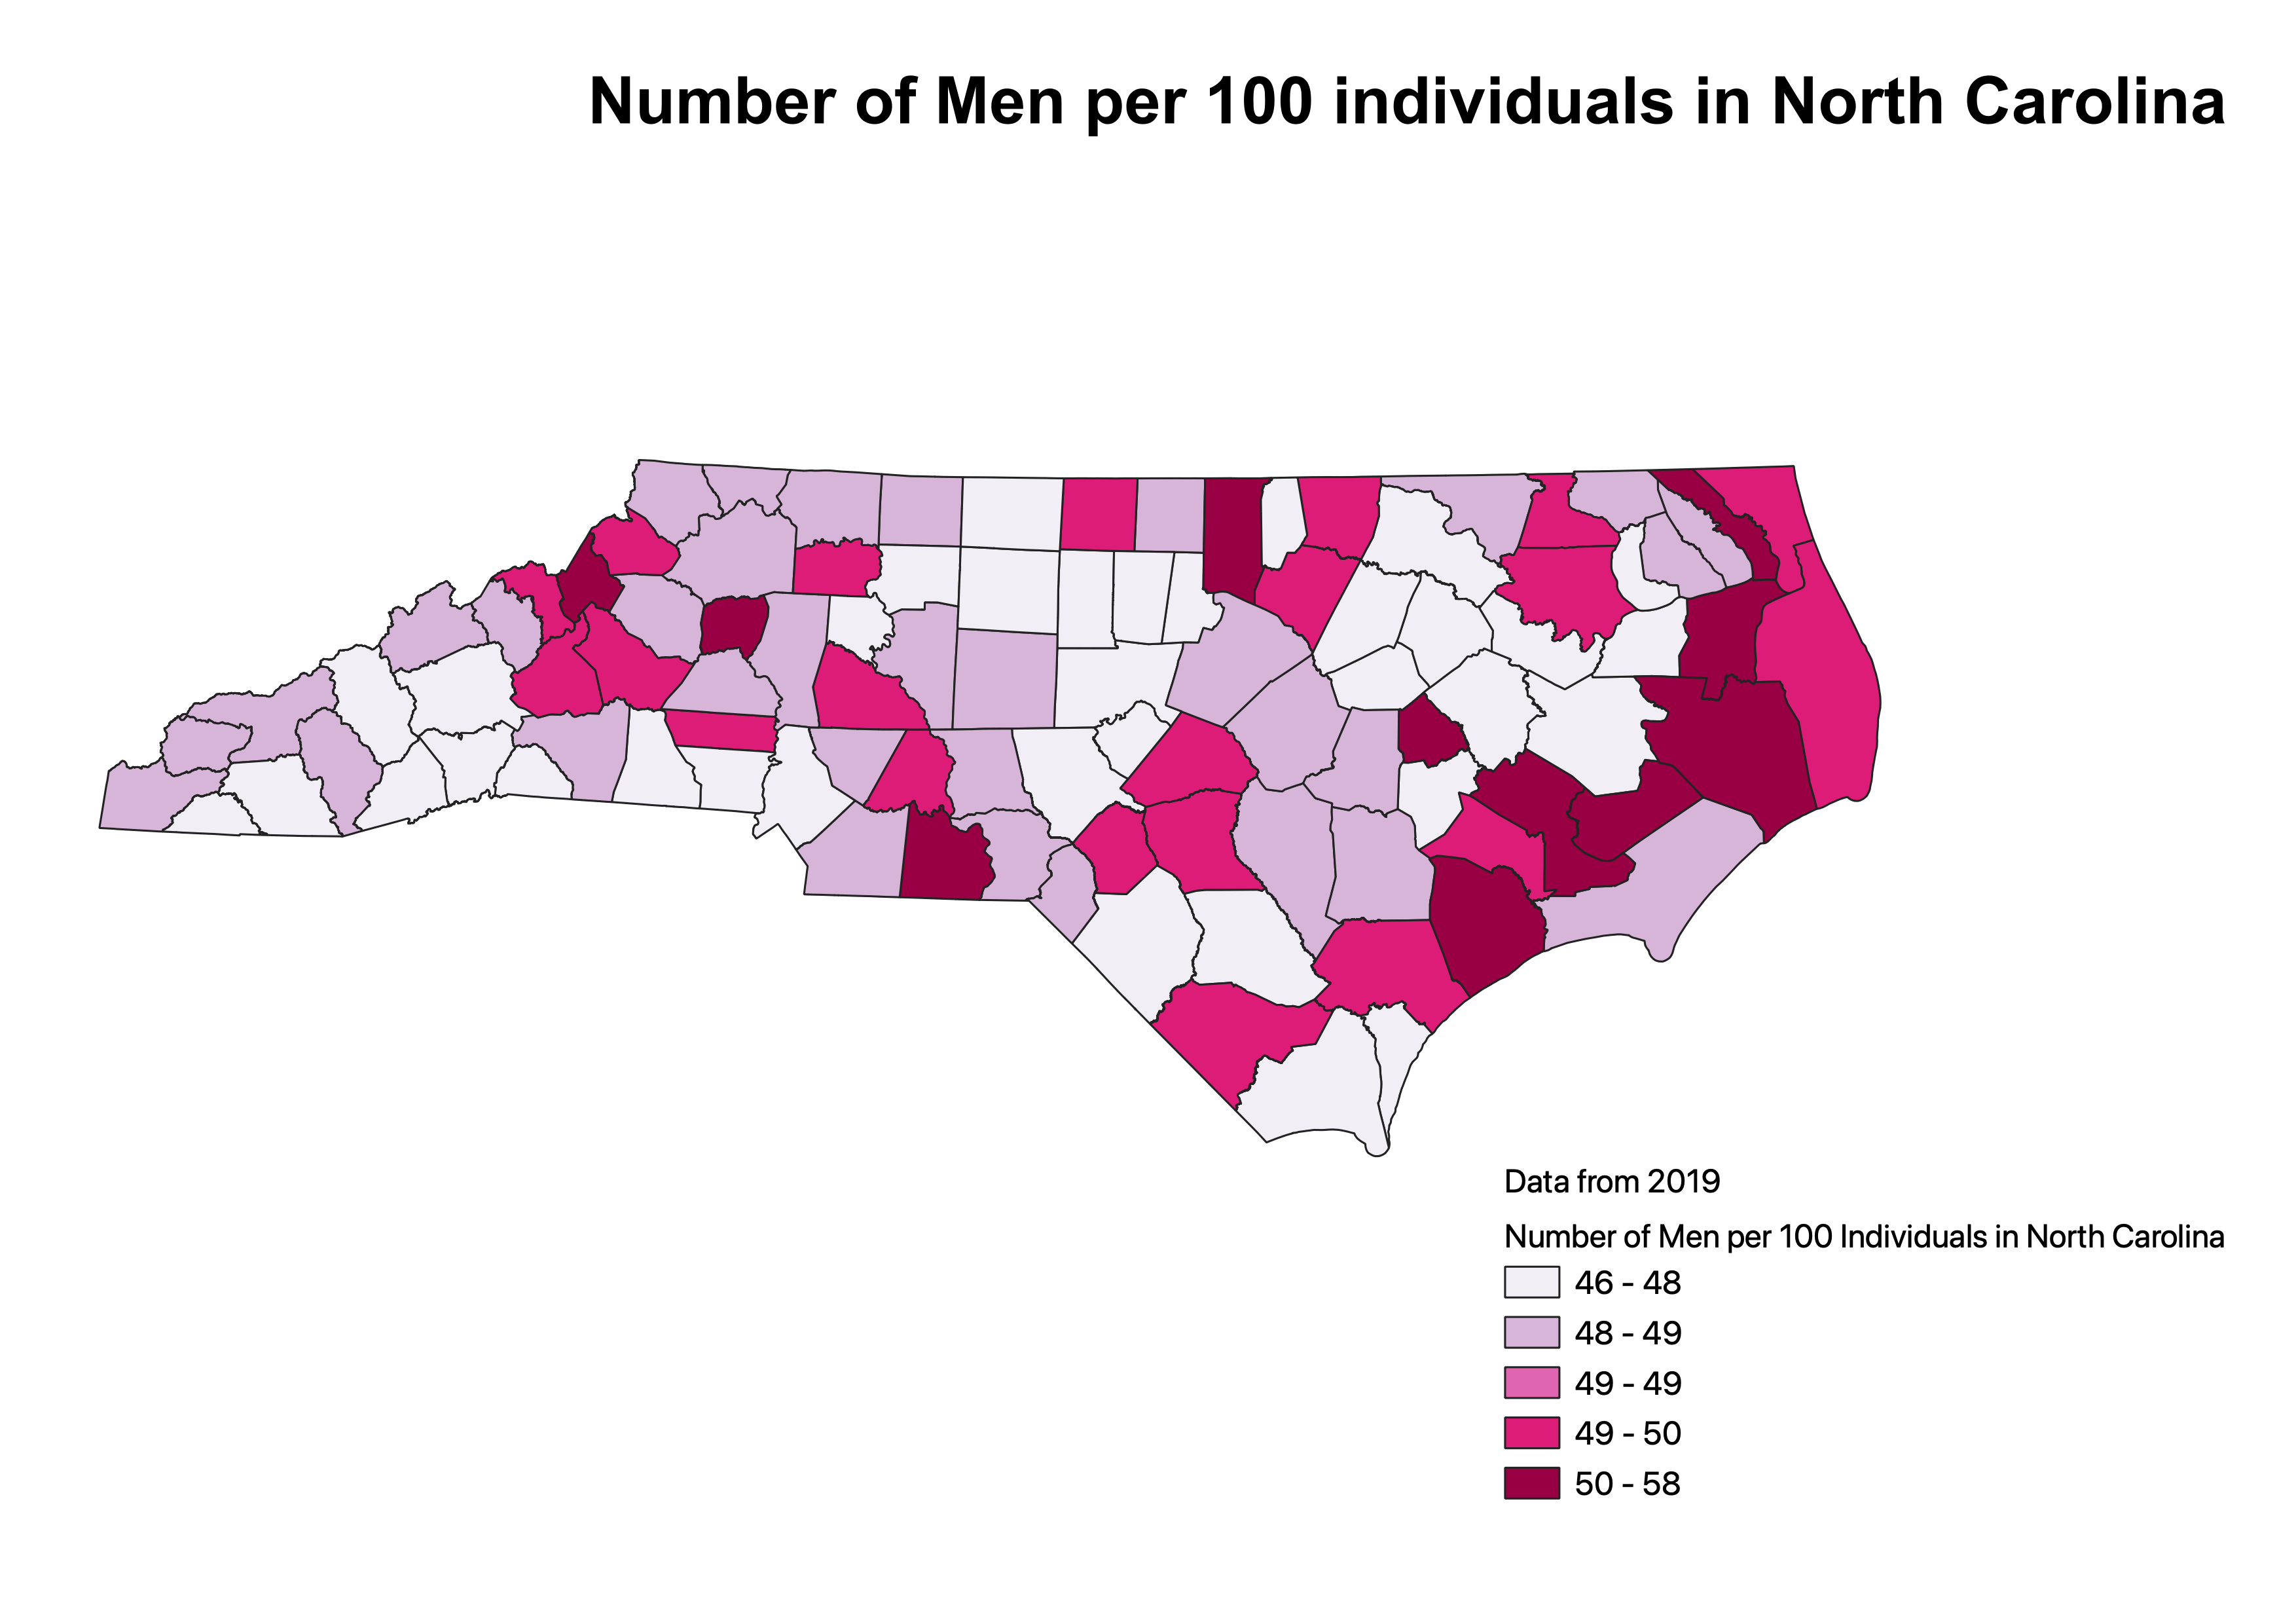 Number of Men per 100 individuals in North Carolina
Data from 2019
Number of Men per 100 Individuals in North Carolina
46 - 48
48 - 49
49 - 49
49 - 50
50 - 58